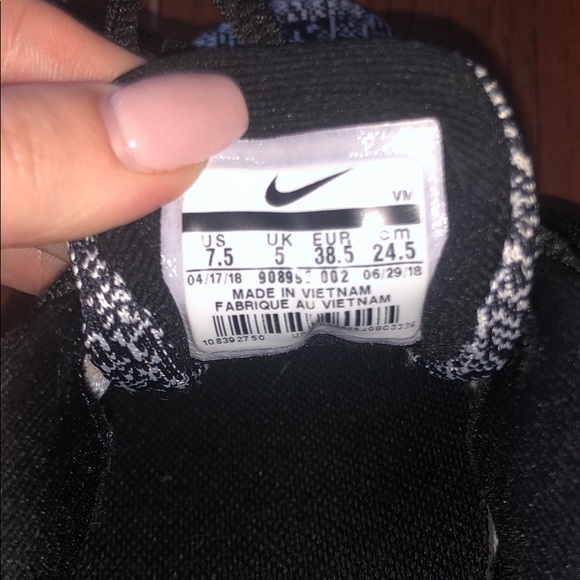 VM
US UK EUR cm
7.5 5 38.5 24.5
04/17/18 002 06/29/18
MADE IN VIETNAM
FABRIQUE AU VIETNAM
108392750